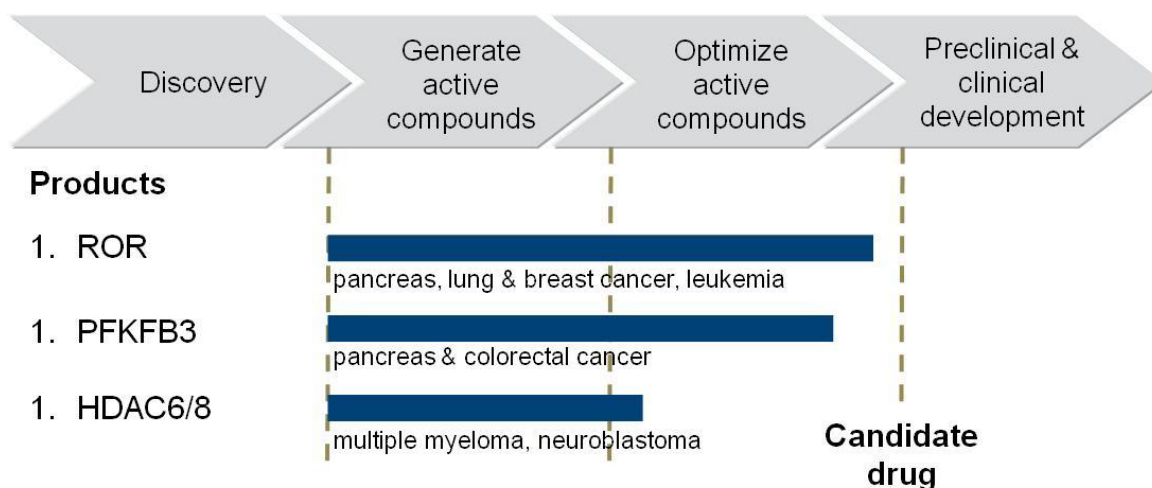 Discovery
Generate
active
compounds
Optimize
active
compounds
Preclinical &
clinical
development
Products
1. ROR
pancreas, lung & breast cancer, leukemia
1. PFKFB3
pancreas & colorectal cancer
1. HDAC6/8
multiple myeloma, neuroblastoma
Candidate
drug